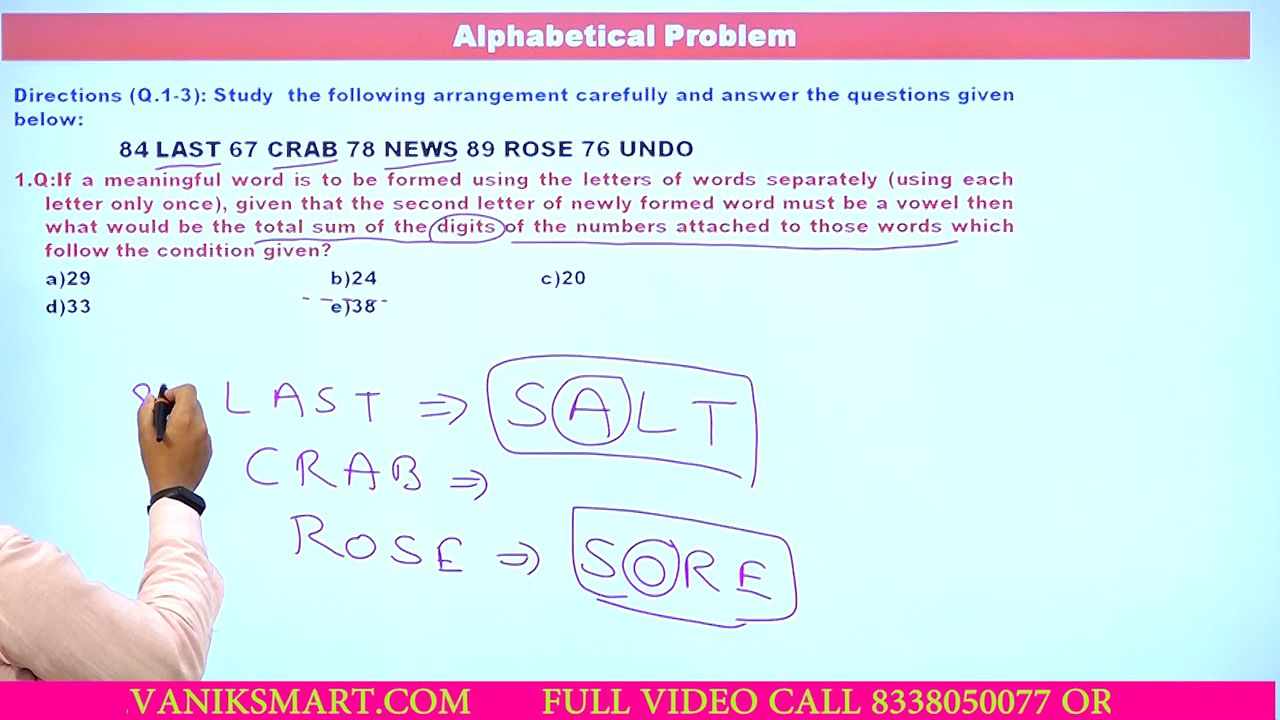 Alphabetical Problem
Directions (Q.1-3): Study the following arrangement carefully and answer the questions given
below:
84 LAST 67 CRAB 78 NEWS 89 ROSE 76 UNDO
1.Q:If a meaningful word is to be formed using the letters of words separately (using each
letter only once), given that the second letter of newly formed word must be a vowel then
what would be the total sum of the digits of the numbers attached to those words which
follow the condition given?
a)29 b)24 c)20
d)33 e)38
8 LAST ⇒ SALT
CRAB ⇒
ROSE ⇒ SORE
VANIKSMART.COM FULL VIDEO CALL 8338050077 OR